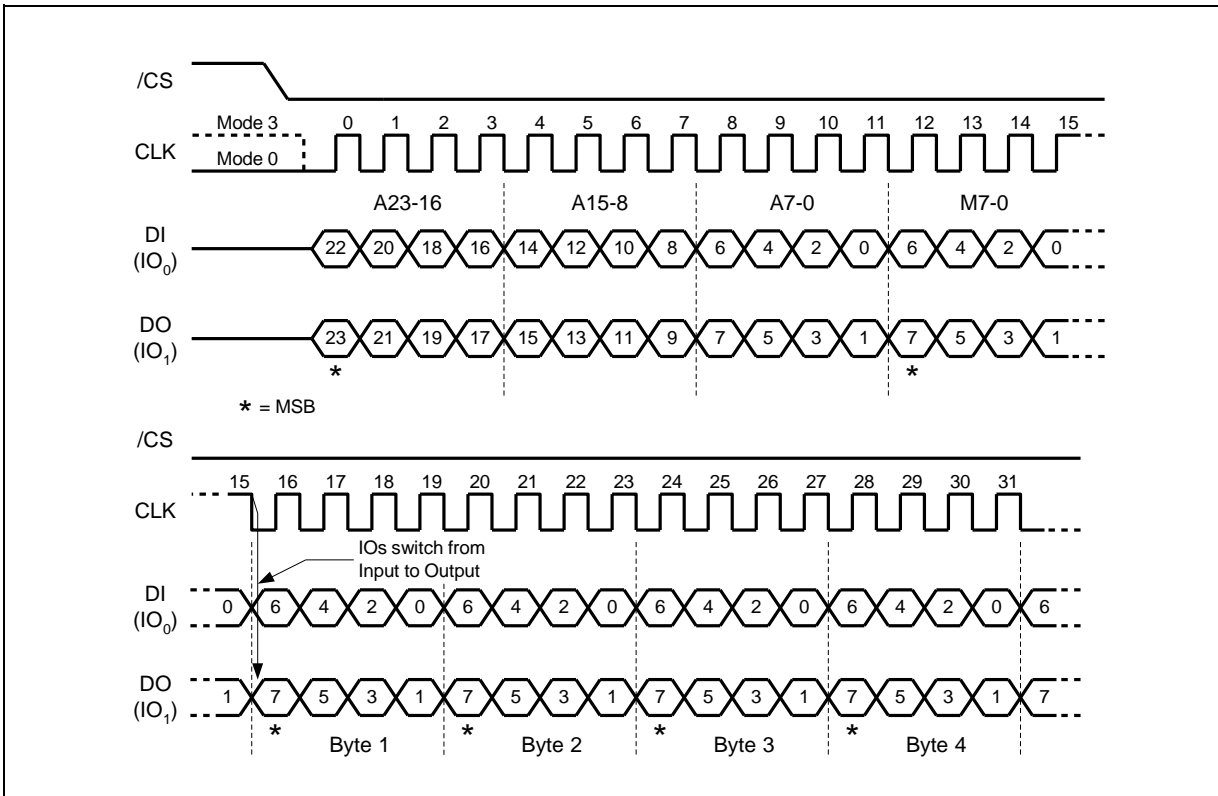 /CS
Mode 3 0 1 2 3 4 5 6 7 8 9 10 11 12 13 14 15
CLK
Mode 0
A23-16 A15-8 A7-0 M7-0
DI
(IO0) 22 20 18 16 14 12 10 8 6 4 2 0 6 4 2 0
DO
(IO1) 23 21 19 17 15 13 11 9 7 5 3 1 7 5 3 1
* *
* = MSB
/CS
15 16 17 18 19 20 21 22 23 24 25 26 27 28 29 30 31
CLK
IOs switch from
Input to Output
DI
(IO0) 0 6 4 2 0 6 4 2 0 6 4 2 0 6 4 2 0 6
DO
(IO1) 1 7 5 3 1 7 5 3 1 7 5 3 1 7 5 3 1 7
* * * *
Byte 1 Byte 2 Byte 3 Byte 4